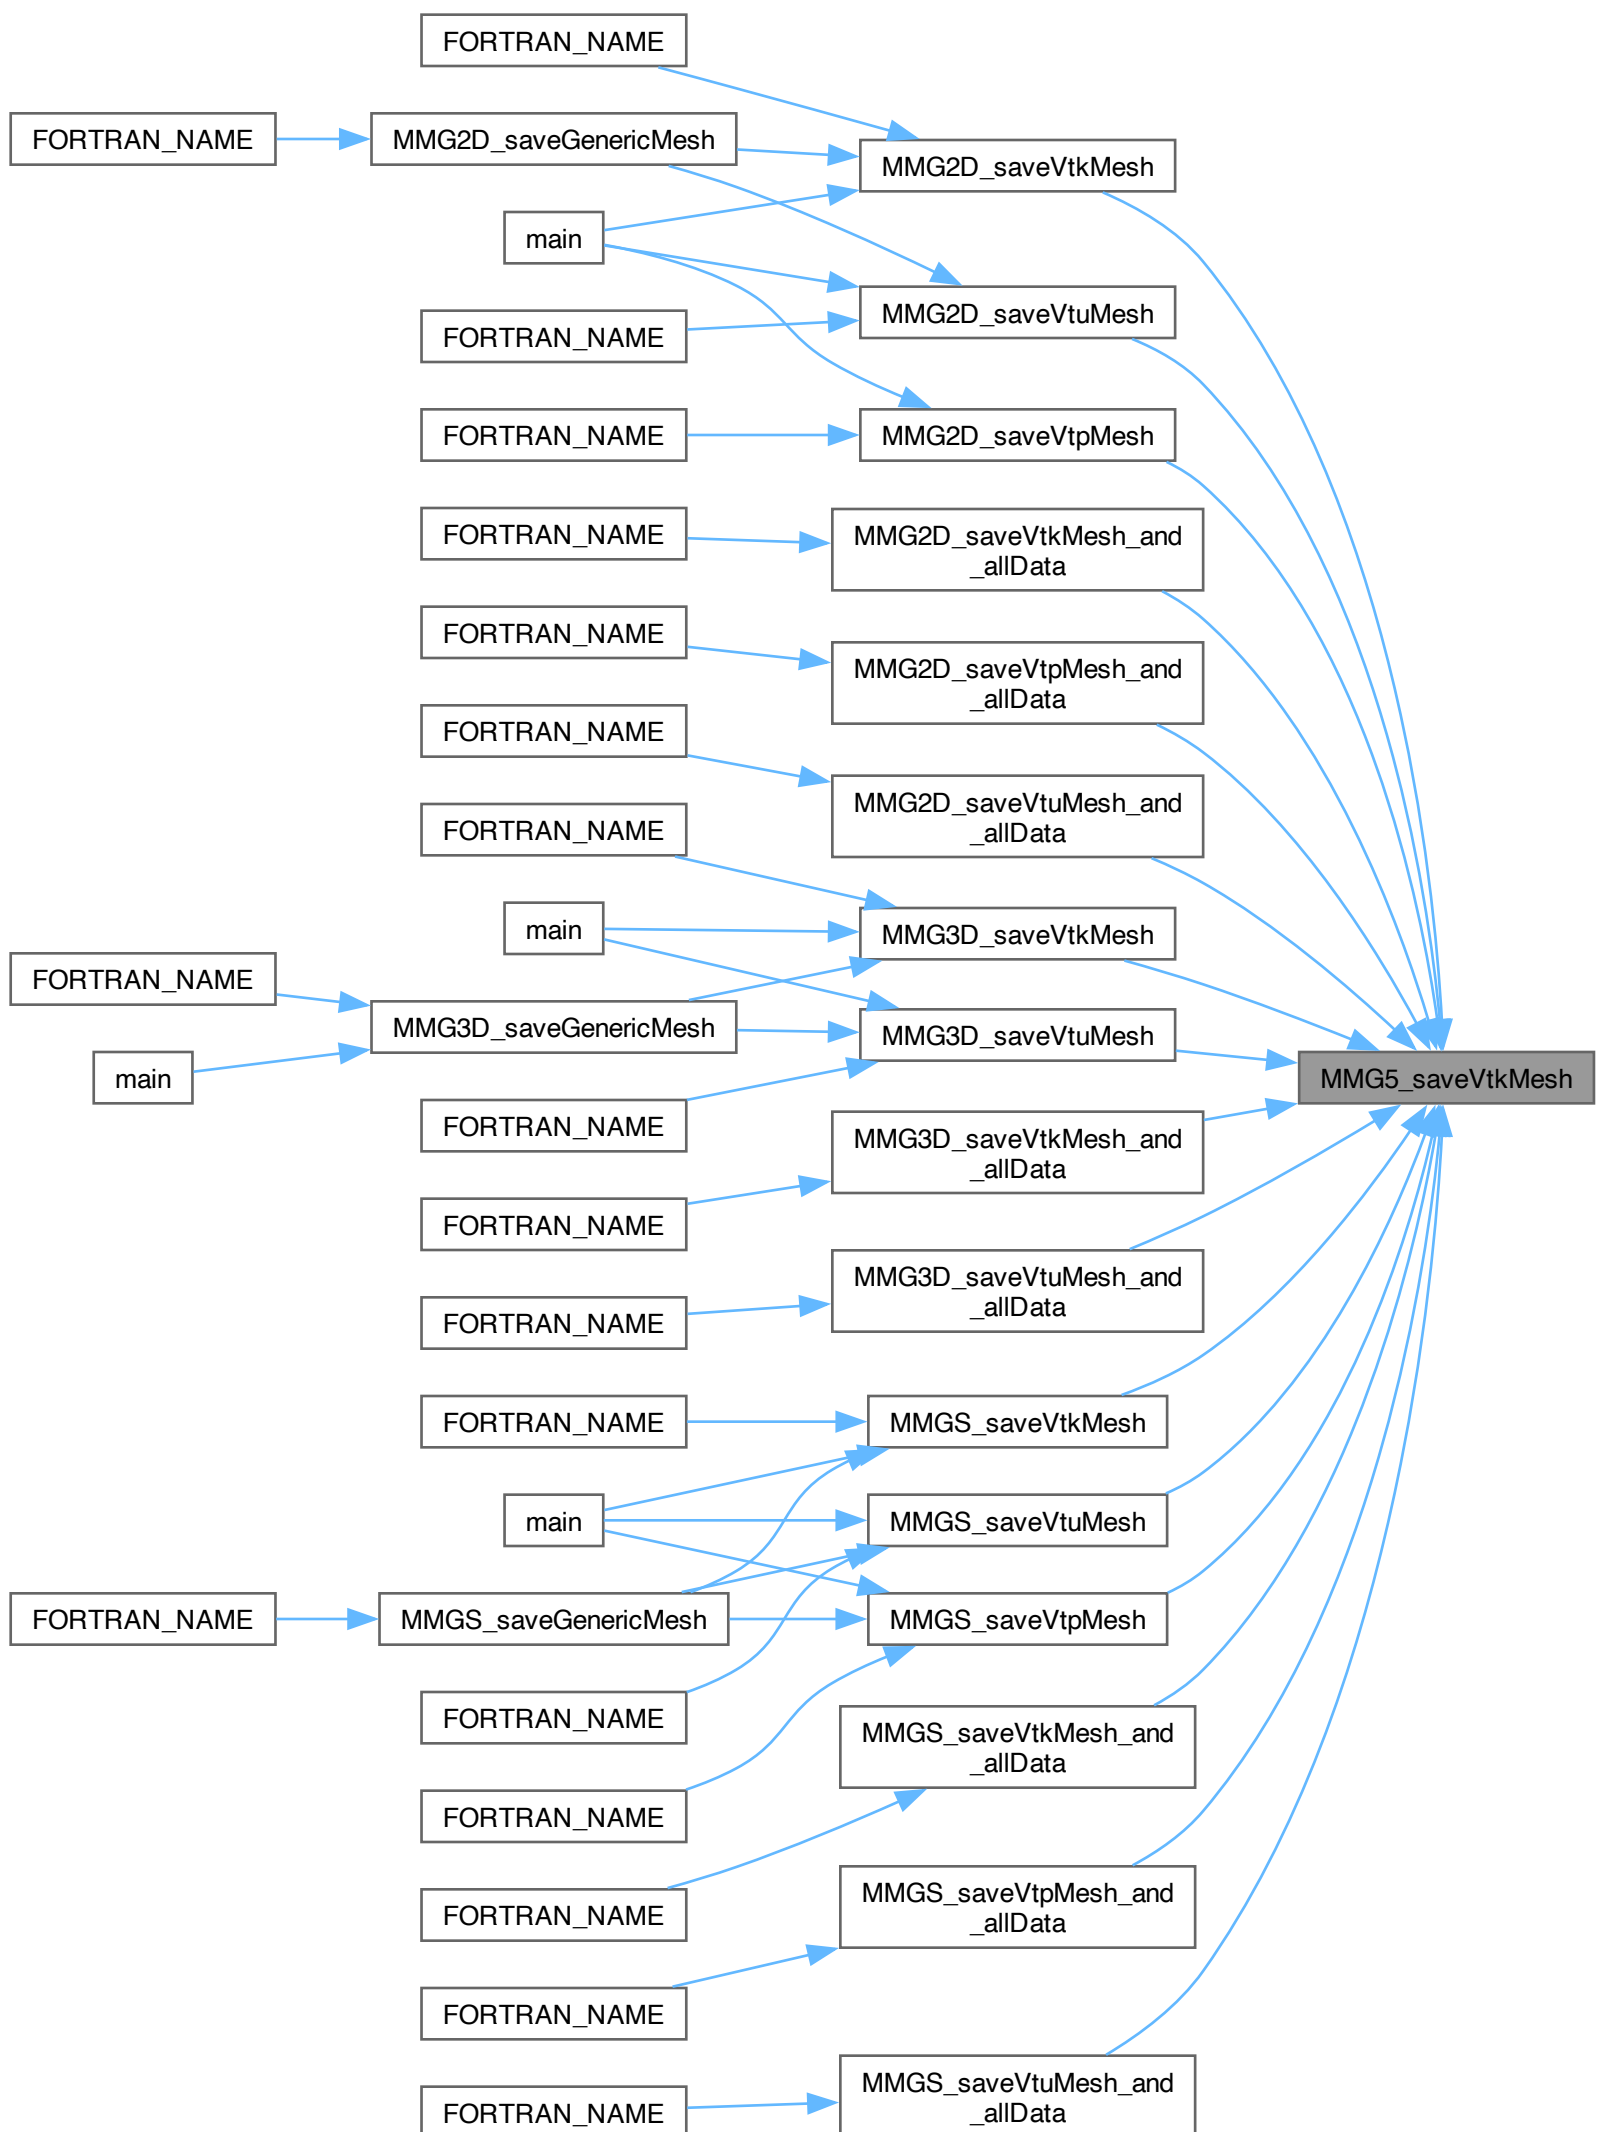 FORTRAN_NAME
FORTRAN_NAME
MMG2D_saveGenericMesh
MMG2D_saveVtkMesh
main
MMG2D_saveVtuMesh
FORTRAN_NAME
FORTRAN_NAME
MMG2D_saveVtpMesh
FORTRAN_NAME
MMG2D_saveVtkMesh_and
_allData
FORTRAN_NAME
MMG2D_saveVtpMesh_and
_allData
FORTRAN_NAME
MMG2D_saveVtuMesh_and
_allData
FORTRAN_NAME
main
MMG3D_saveVtkMesh
FORTRAN_NAME
MMG3D_saveGenericMesh
MMG3D_saveVtuMesh
main
MMG5_saveVtkMesh
FORTRAN_NAME
MMG3D_saveVtkMesh_and
_allData
FORTRAN_NAME
MMG3D_saveVtuMesh_and
_allData
FORTRAN_NAME
FORTRAN_NAME
MMGS_saveVtkMesh
main
MMGS_saveVtuMesh
FORTRAN_NAME
MMGS_saveGenericMesh
MMGS_saveVtpMesh
FORTRAN_NAME
MMGS_saveVtkMesh_and
_allData
FORTRAN_NAME
FORTRAN_NAME
MMGS_saveVtpMesh_and
_allData
FORTRAN_NAME
MMGS_saveVtuMesh_and
_allData
FORTRAN_NAME